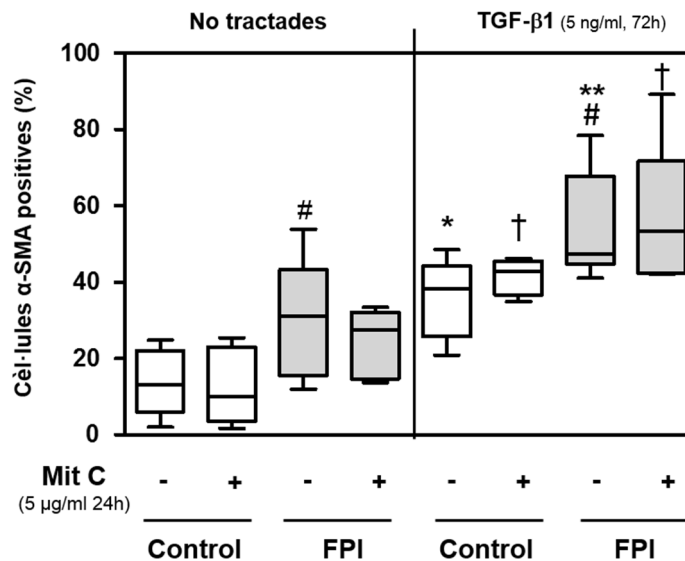 No tractades TGF-β1 (5 ng/ml, 72h)
Cèl·lules α-SMA positives (%)
100
80
60
40
20
0
#
*
†
**
#
†
Mit C - + - + - + - +
(5 µg/ml 24h)
Control FPI Control FPI